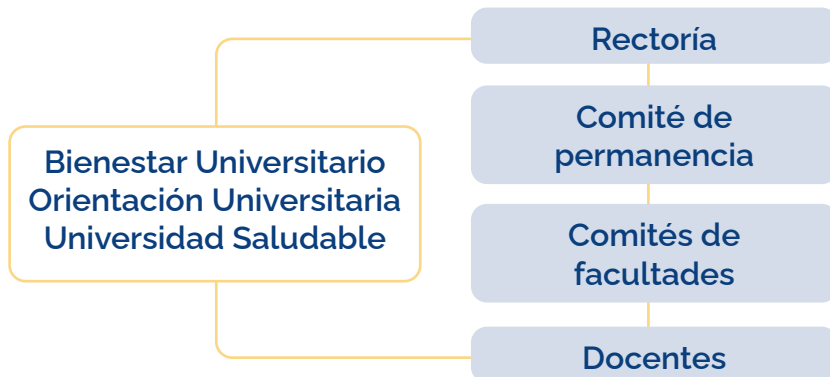 Rectoría
Comité de
permanencia
Bienestar Universitario
Orientación Universitaria
Universidad Saludable
Comités de
facultades
Docentes